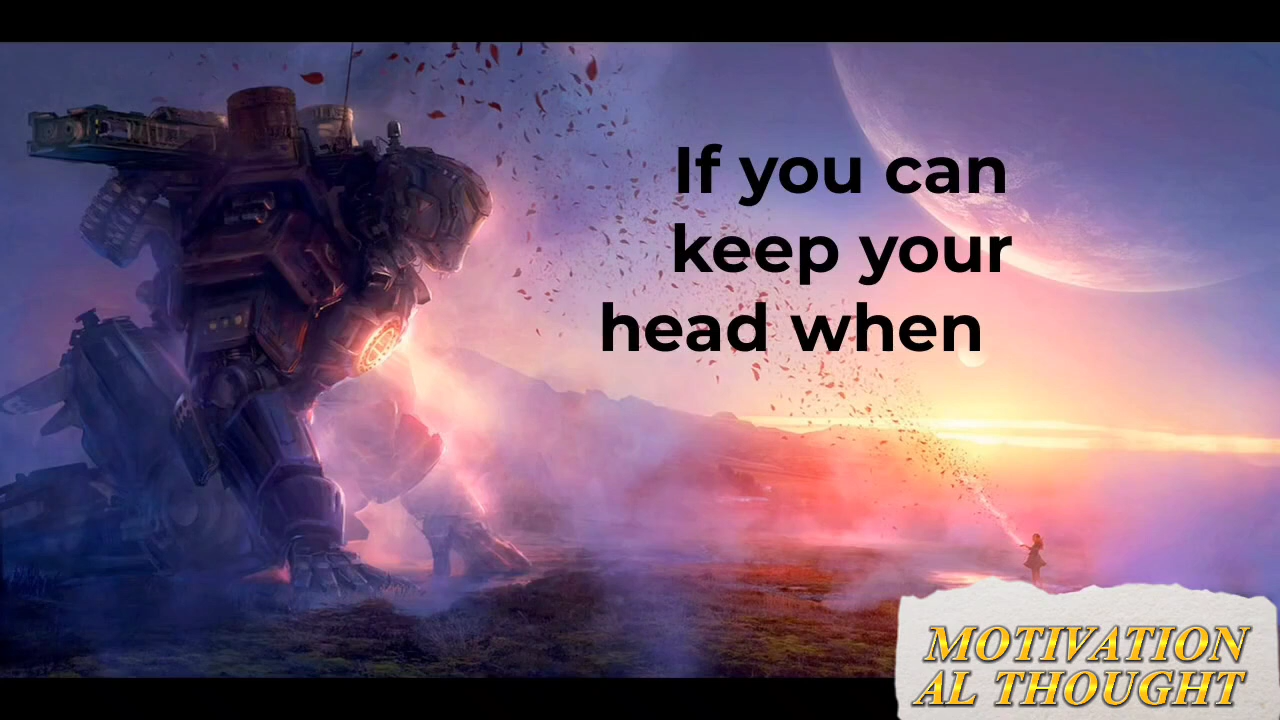 If you can
keep your
head when
MOTIVATION
AL THOUGHT